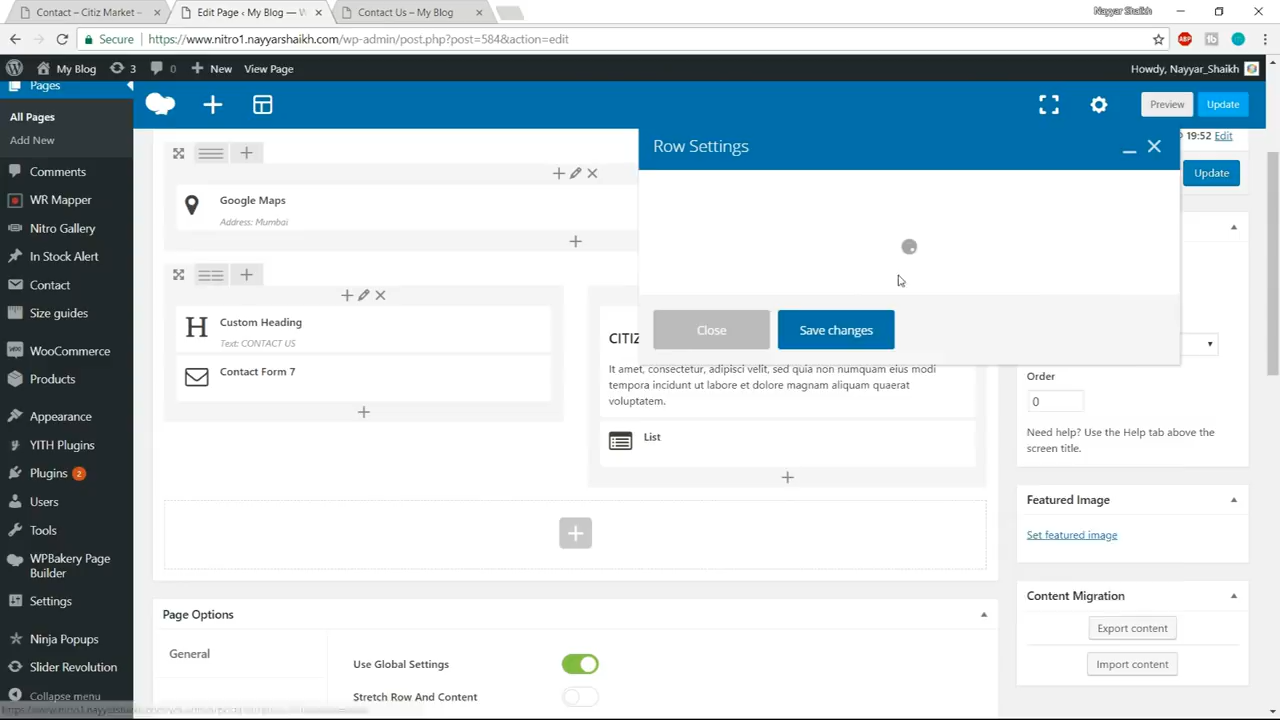 Contact – Citiz Market –
Edit Page ‹ My Blog —
Contact Us – My Blog
Nayyar Shaikh
Secure
https://www.nitro1.nayyarshaikh.com/wp-admin/post.php?post=584&action=edit
My Blog
3
0
New
View Page
Howdy, Nayyar_Shaikh
Pages
All Pages
Add New
Comments
WR Mapper
Nitro Gallery
In Stock Alert
Contact
Size guides
WooCommerce
Products
Appearance
YITH Plugins
Plugins 2
Users
Tools
WPBakery Page
Builder
Settings
Ninja Popups
Slider Revolution
Collapse menu
Preview
Update
19:52 Edit
Update
Row Settings
Close
Save changes
Google Maps
Address: Mumbai
Custom Heading
Text: CONTACT US
Contact Form 7
CITIZ
It amet, consectetur, adipisci velit, sed quia non numquam eius modi
tempora incidunt ut labore et dolore magnam aliquam quaerat
voluptatem.
List
Order
0
Need help? Use the Help tab above the
screen title.
Featured Image
Set featured image
Content Migration
Export content
Import content
Page Options
General
Use Global Settings
Stretch Row And Content